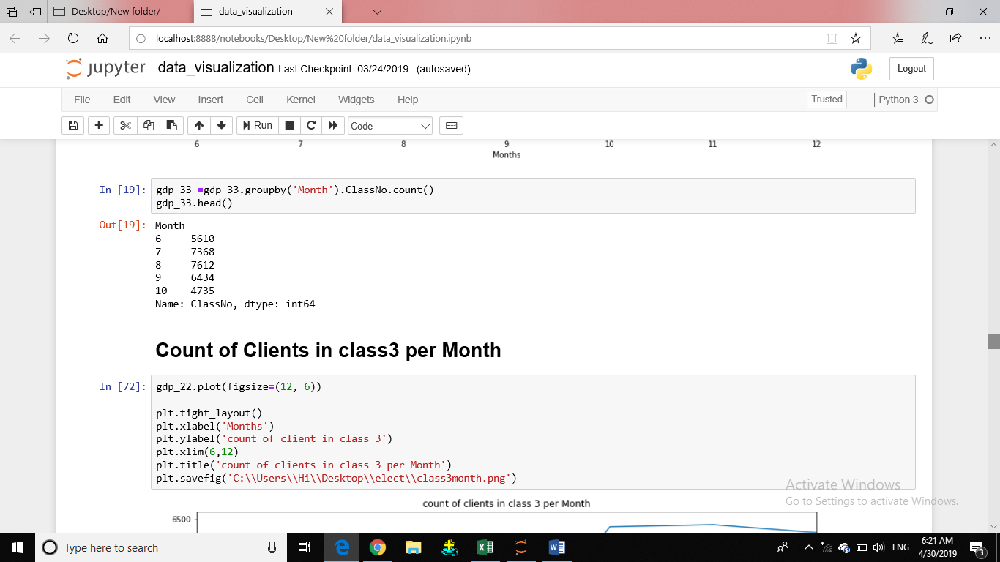 Desktop/New folder/
data_visualization
localhost:8888/notebooks/Desktop/New%20folder/data_visualization.ipynb
jupyter data_visualization Last Checkpoint: 03/24/2019 (autosaved)
Logout
File Edit View Insert Cell Kernel Widgets Help
Trusted
Python 3
Run
Code
6 7 8 9 10 11 12
Months
In [19]: gdp_33 =gdp_33.groupby('Month').ClassNo.count()
gdp_33.head()
Out[19]: Month
6 5610
7 7368
8 7612
9 6434
10 4735
Name: ClassNo, dtype: int64
Count of Clients in class3 per Month
In [72]: gdp_22.plot(figsize=(12, 6))
plt.tight_layout()
plt.xlabel('Months')
plt.ylabel('count of client in class 3')
plt.xlim(6,12)
plt.title('count of clients in class 3 per Month')
plt.savefig('C:\\Users\\Hi\\Desktop\\elect\\class3month.png')
Activate Windows
Go to Settings to activate Windows.
count of clients in class 3 per Month
6500
Type here to search
ENG
6:21 AM
4/30/2019
3